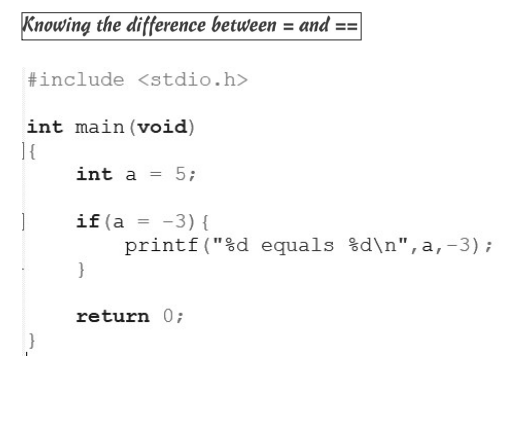 Knowing the difference between = and ==
#include <stdio.h>
int main(void)
{
int a = 5;
if(a = -3){
printf("%d equals %d\n",a,-3);
}
return 0;
}